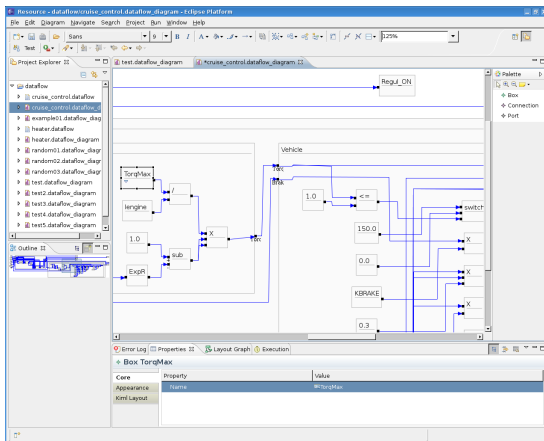 Resource - dataflow/cruise_control.dataflow_diagram - Eclipse Platform
File Edit Diagram Navigate Search Project Run Window Help
Sans 9 B I A 125%
Test
Project Explorer
dataflow
cruise_control.dataflow
cruise_control.dataflow_d
example01.dataflow_diag
heater.dataflow
heater.dataflow_diagram
random01.dataflow_diagr
random02.dataflow_diagr
random03.dataflow_diagr
test.dataflow_diagram
test2.dataflow_diagram
test3.dataflow_diagram
test4.dataflow_diagram
test5.dataflow_diagram
Outline
test.dataflow_diagram
*cruise_control.dataflow_diagram
Regul_ON
Vehicle
TorqMax
/
Iengine
1.0
sub
ExpR
X
Torc
Torc
Brak
1.0
<=
150.0
switch
0.0
X
KBRAKE
X
X
0.3
Palette
Box
Connection
Port
Error Log
Properties
Layout Graph
Execution
Box TorqMax
Core
Appearance
Kiml Layout
Property Value
Name TorqMax